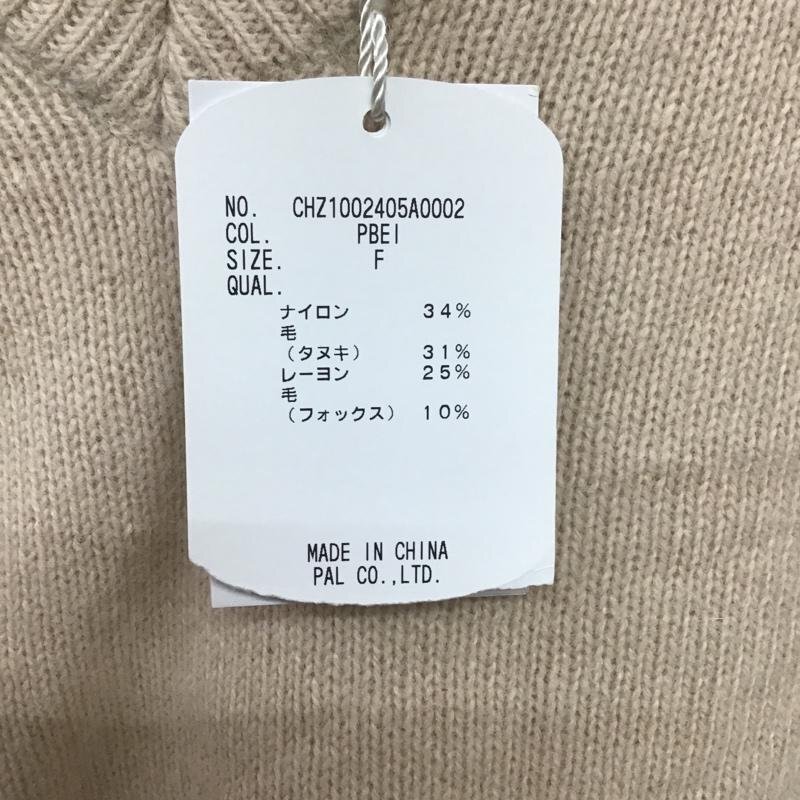 NO. CHZ1002405A0002
COL. PBEI
SIZE. F
QUAL.
ナイロン 34%
毛
（タヌキ） 31%
レーヨン 25%
毛
（フォックス） 10%
MADE IN CHINA
PAL CO.,LTD.